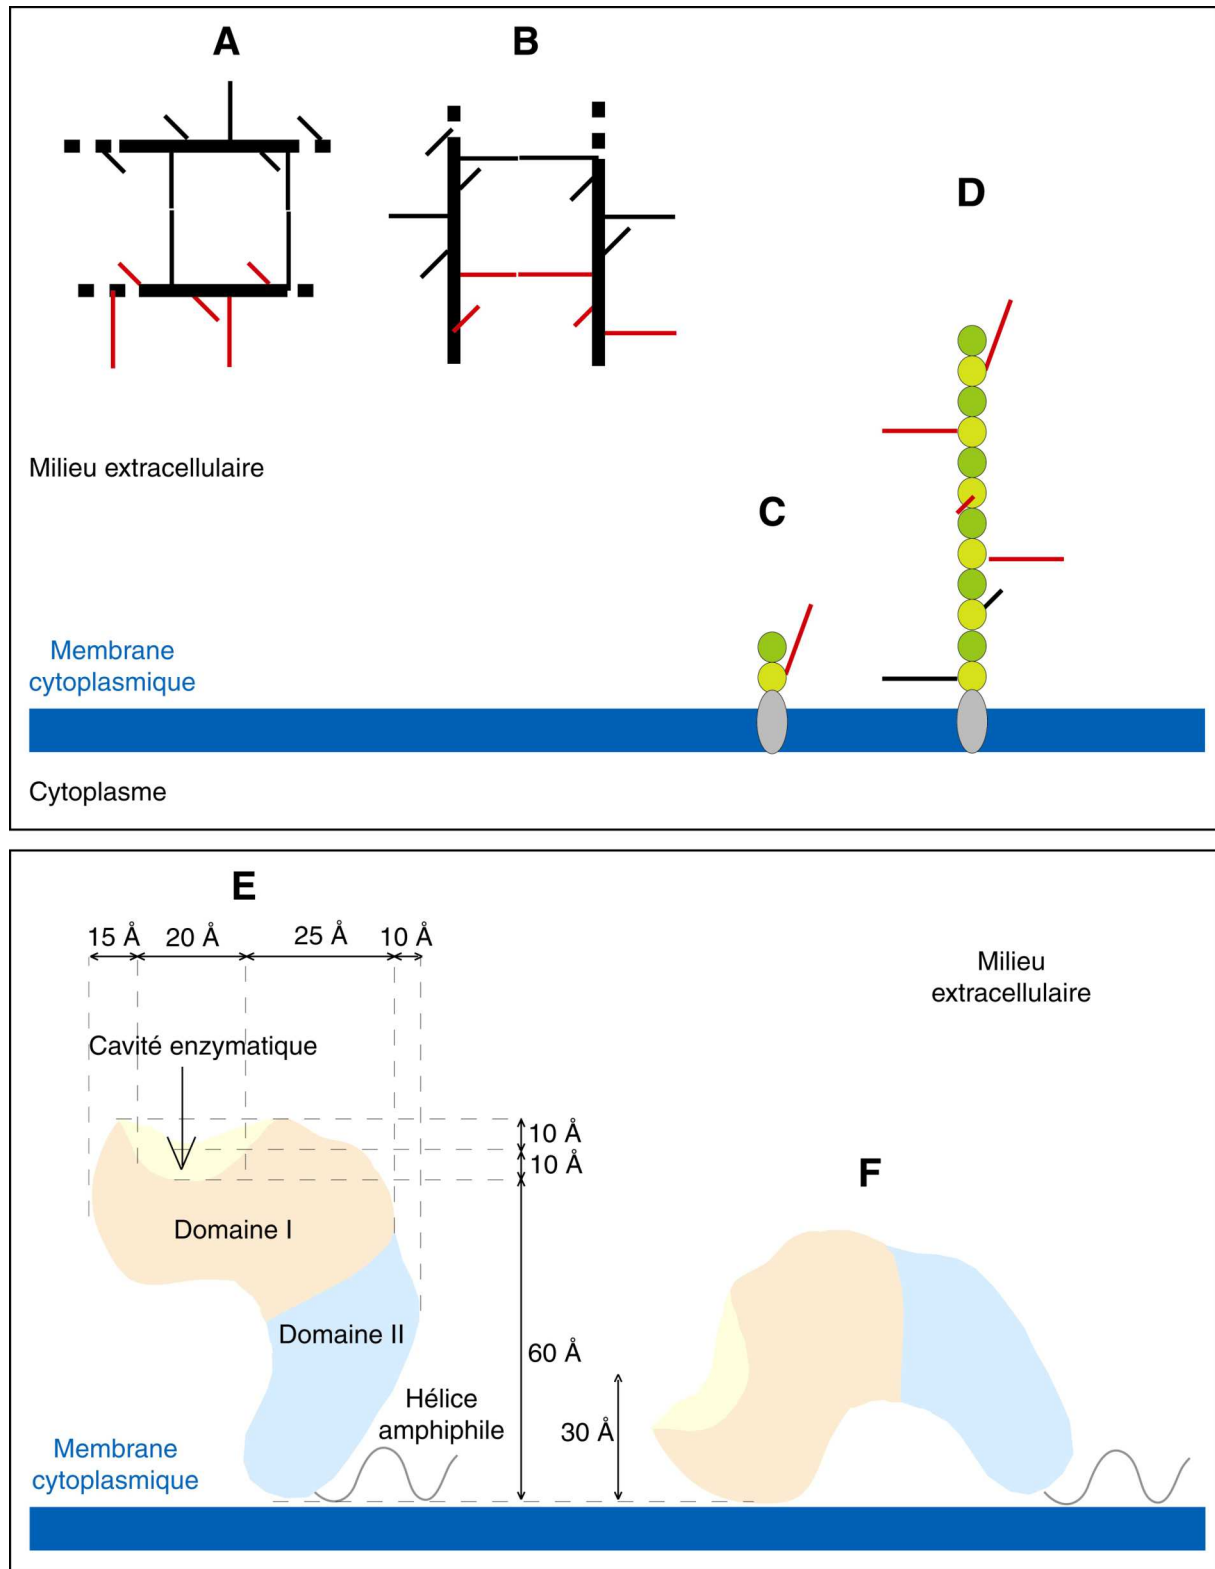 A
B
D
Milieu extracellulaire
C
Membrane
cytoplasmique
Cytoplasme
E
15 Å
20 Å
25 Å
10 Å
Milieu
extracellulaire
Cavité enzymatique
10 Å
10 Å
F
Domaine I
Domaine II
60 Å
Hélice
amphiphile
30 Å
Membrane
cytoplasmique